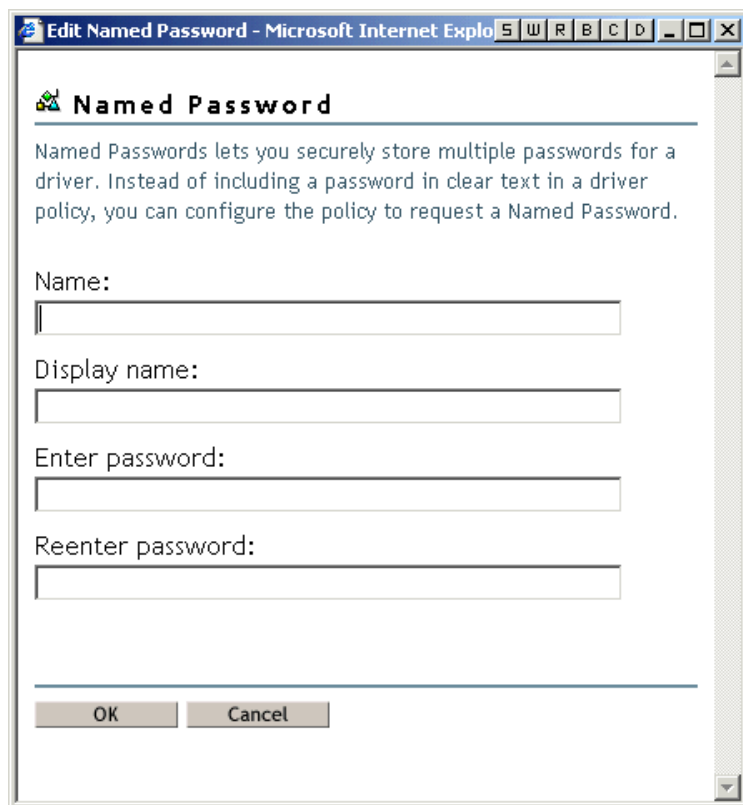 Edit Named Password - Microsoft Internet Explo S W R B C D
Named Password
Named Passwords lets you securely store multiple passwords for a
driver. Instead of including a password in clear text in a driver
policy, you can configure the policy to request a Named Password.
Name:
Display name:
Enter password:
Reenter password:
OK Cancel